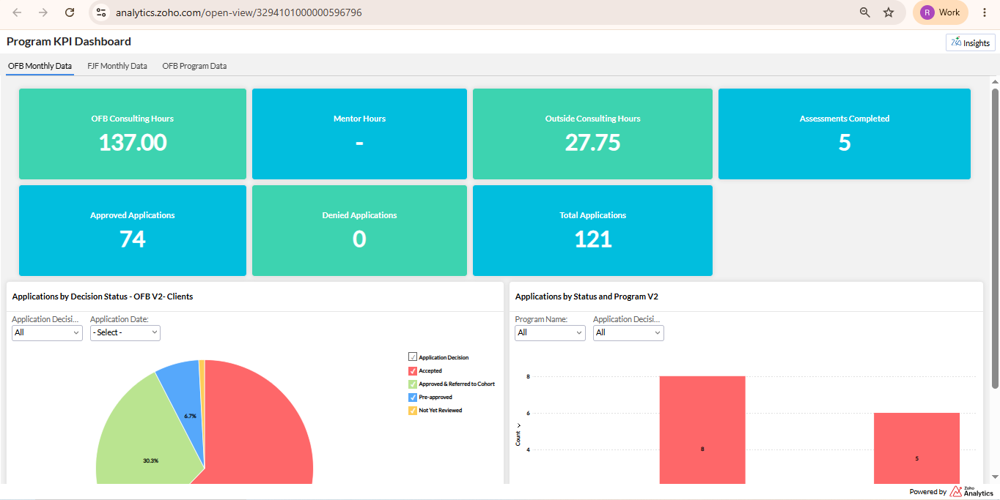 analytics.zoho.com/open-view/3294101000000596796
R Work
Program KPI Dashboard
Zia Insights
OFB Monthly Data FJF Monthly Data OFB Program Data
OFB Consulting Hours
137.00
Mentor Hours
-
Outside Consulting Hours
27.75
Assessments Completed
5
Approved Applications
74
Denied Applications
0
Total Applications
121
Applications by Decision Status - OFB V2- Clients
Application Decisi... Application Date:
All - Select -
Application Decision
Accepted
Approved & Referred to Cohort
Pre-approved
Not Yet Reviewed
6.7%
30.3%
Applications by Status and Program V2
Program Name: Application Decisi...
All All
8
6
4
Count
8
5
Powered by Zoho Analytics